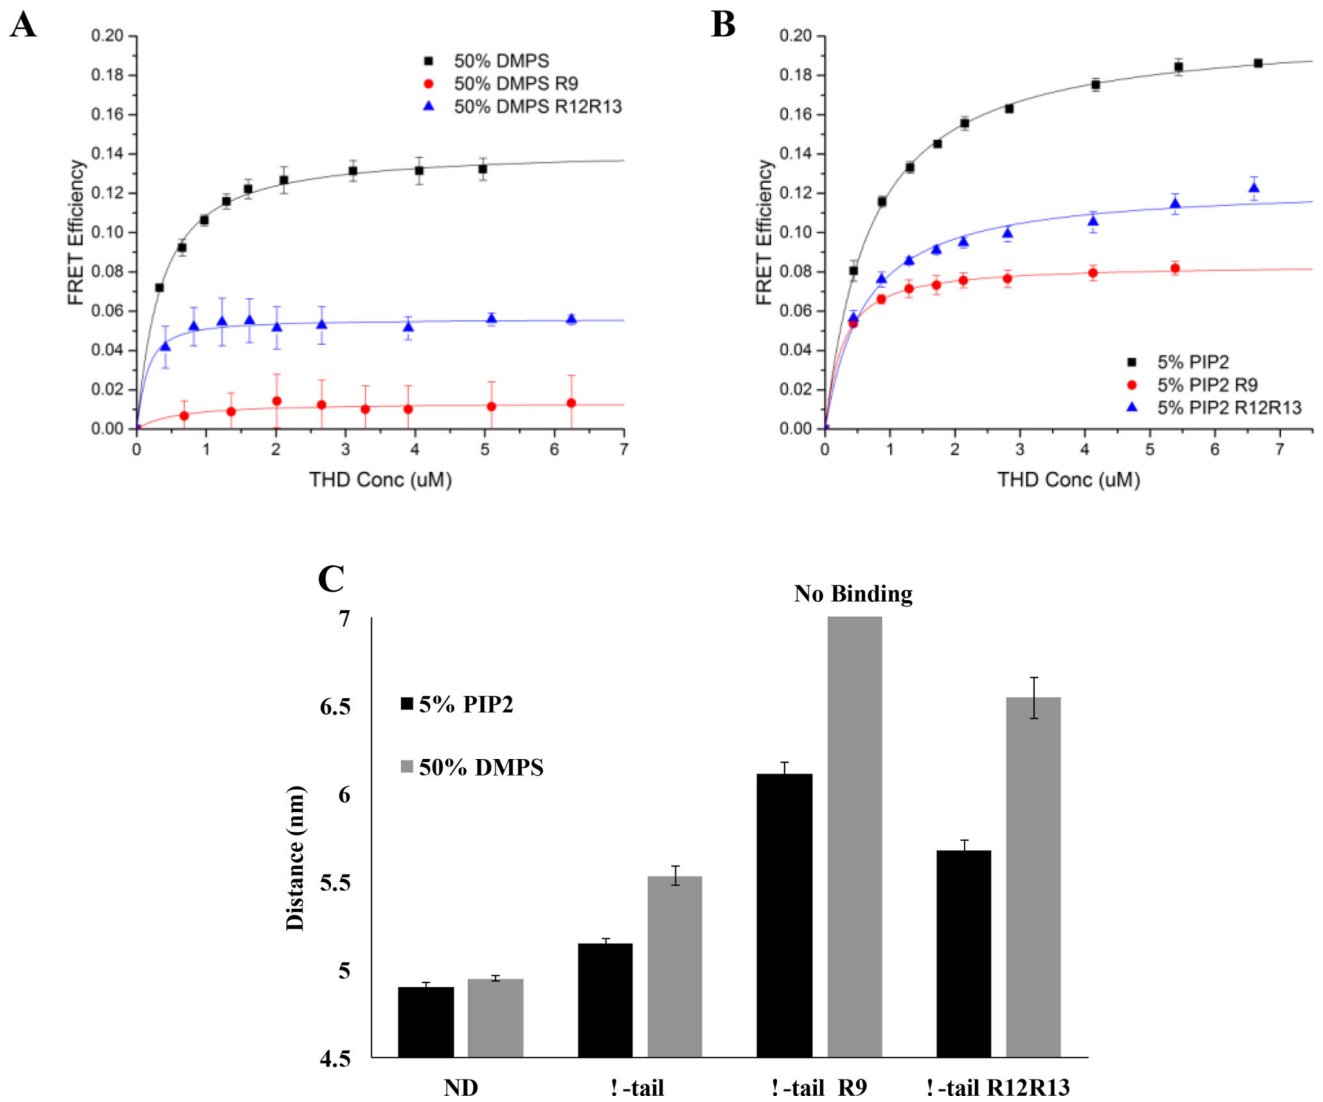 A
FRET Efficiency
0.20
0.18
0.16
0.14
0.12
0.10
0.08
0.06
0.04
0.02
0.00
50% DMPS
50% DMPS R9
50% DMPS R12R13
0 1 2 3 4 5 6 7
THD Conc (uM)
B
FRET Efficiency
0.20
0.18
0.16
0.14
0.12
0.10
0.08
0.06
0.04
0.02
0.00
5% PIP2
5% PIP2 R9
5% PIP2 R12R13
0 1 2 3 4 5 6 7
THD Conc (uM)
C
No Binding
Distance (nm)
7
6.5
6
5.5
5
4.5
5% PIP2
50% DMPS
ND
!-tail
!-tail R9
!-tail R12R13